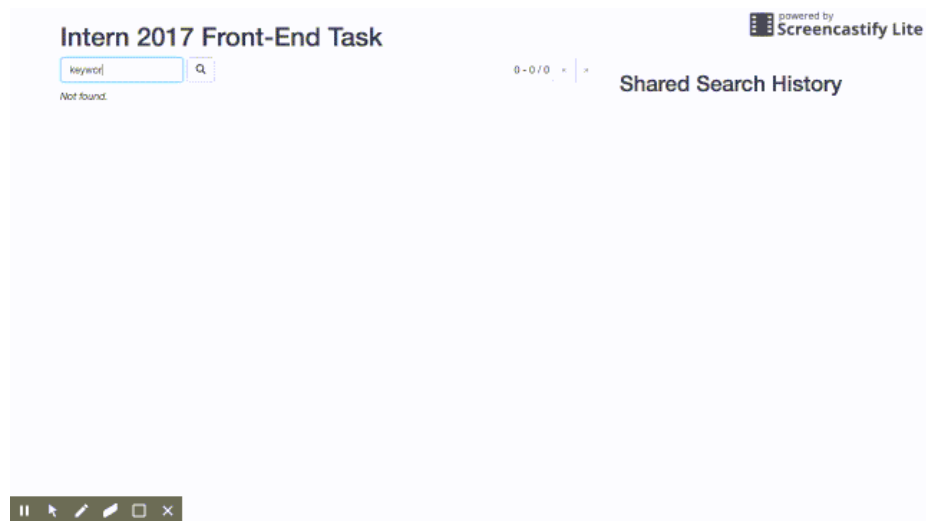 powered by
Screencastify Lite
Intern 2017 Front-End Task
keywor
0-0/0
Shared Search History
Not found.